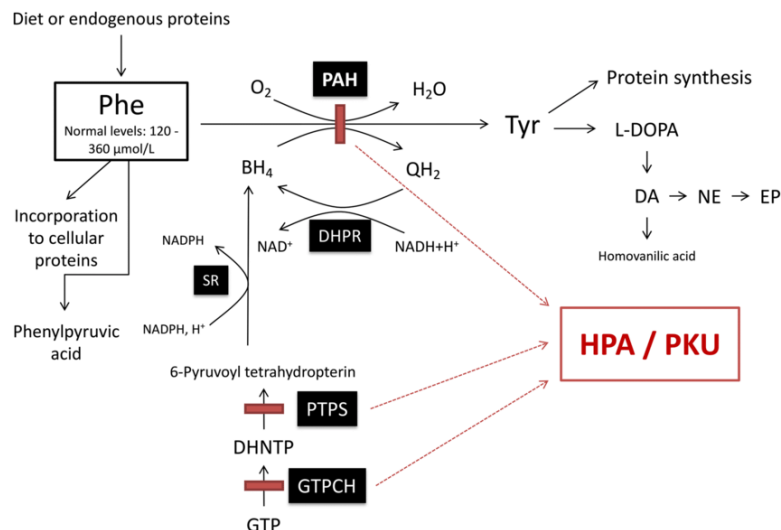 Diet or endogenous proteins
Phe
Normal levels: 120 -
360 μmol/L
O₂
PAH
H₂O
Tyr
Protein synthesis
L-DOPA
DA
NE
EP
Homovanilic acid
BH₄
QH₂
Incorporation
to cellular
proteins
NADPH
NAD⁺
DHPR
NADH+H⁺
SR
NADPH, H⁺
Phenylpyruvic
acid
HPA / PKU
6-Pyruvoyl tetrahydropterin
PTPS
DHNTP
GTPCH
GTP